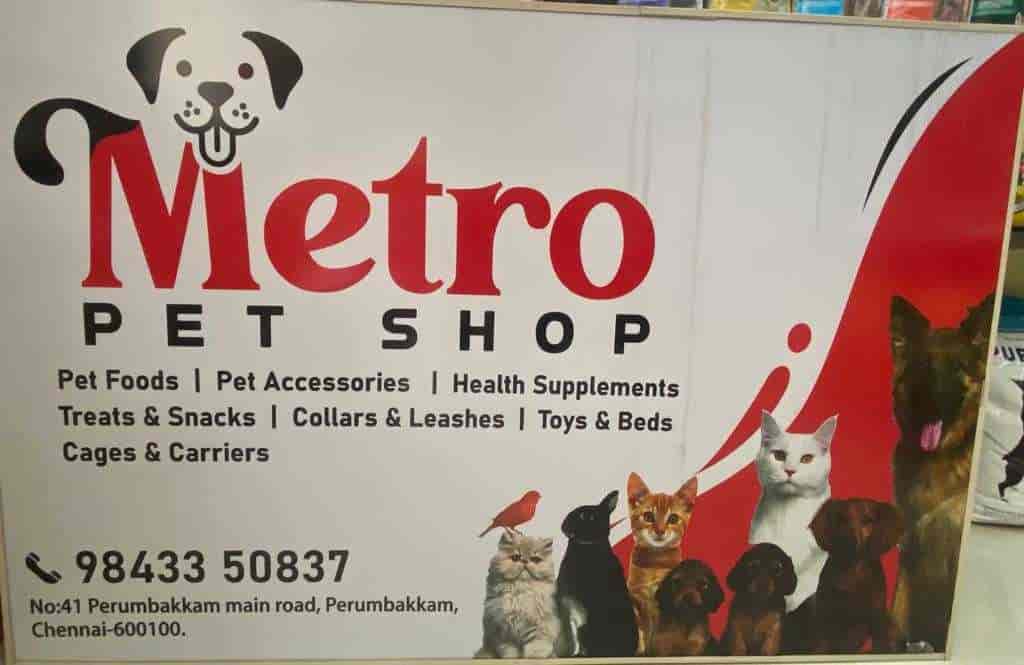 Metro
PET SHOP
Pet Foods | Pet Accessories | Health Supplements
Treats & Snacks | Collars & Leashes | Toys & Beds
Cages & Carriers
98433 50837
No:41 Perumbakkam main road, Perumbakkam,
Chennai-600100.